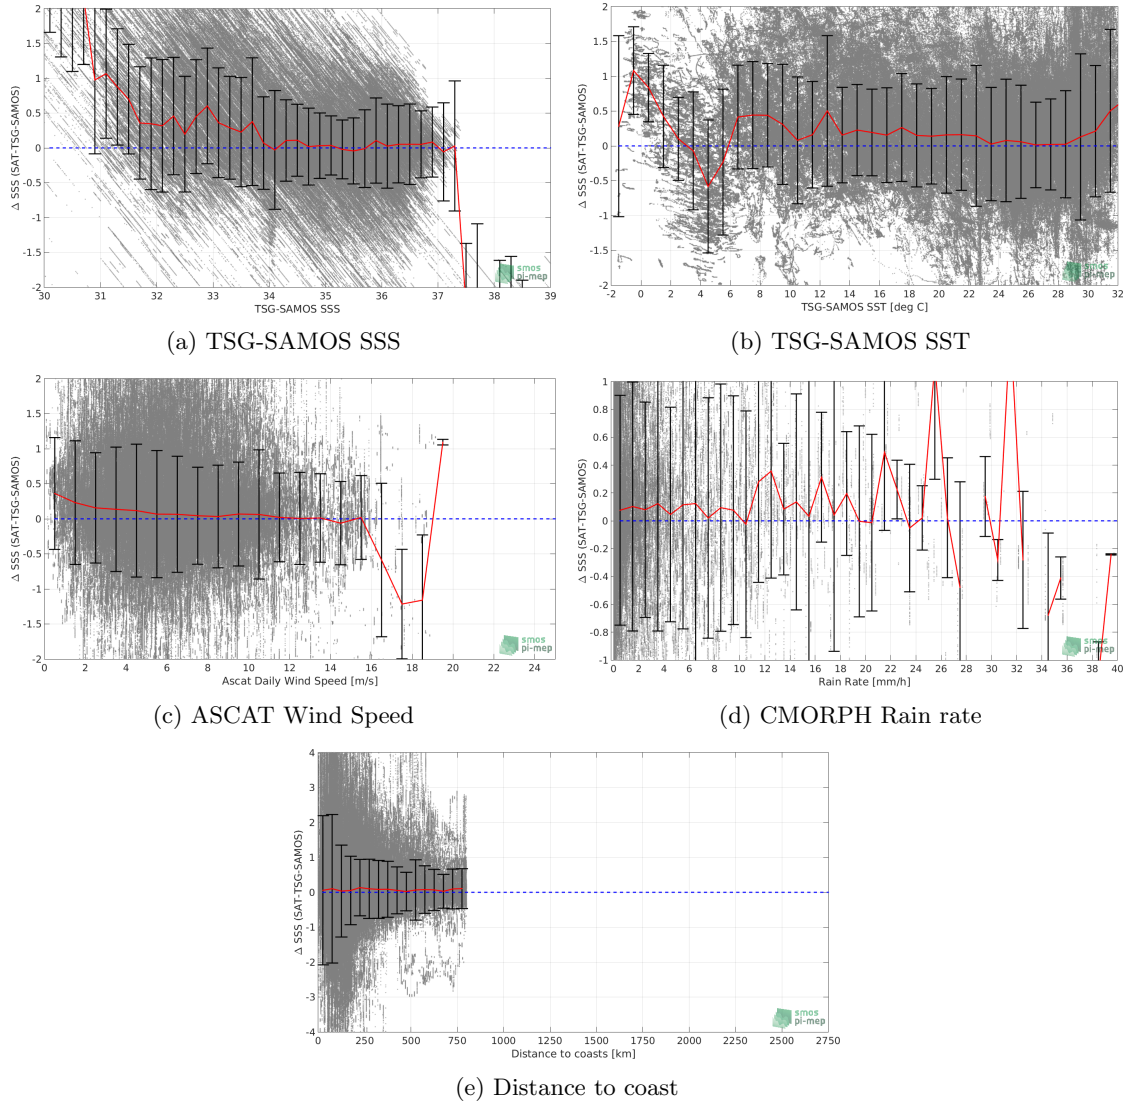 2
1.5
1
0.5
0
-0.5
-1
-1.5
-2
Δ SSS (SAT-TSG-SAMOS)
30 31 32 33 34 35 36 37 38 39
TSG-SAMOS SSS
smos
pi-mep
(a) TSG-SAMOS SSS
2
1.5
1
0.5
0
-0.5
-1
-1.5
-2
Δ SSS (SAT-TSG-SAMOS)
-2 0 2 4 6 8 10 12 14 16 18 20 22 24 26 28 30 32
TSG-SAMOS SST [deg C]
smos
pi-mep
(b) TSG-SAMOS SST
2
1.5
1
0.5
0
-0.5
-1
-1.5
-2
Δ SSS (SAT-TSG-SAMOS)
0 2 4 6 8 10 12 14 16 18 20 22 24
Ascat Daily Wind Speed [m/s]
smos
pi-mep
(c) ASCAT Wind Speed
1
0.8
0.6
0.4
0.2
0
-0.2
-0.4
-0.6
-0.8
-1
Δ SSS (SAT-TSG-SAMOS)
0 2 4 6 8 10 12 14 16 18 20 22 24 26 28 30 32 34 36 38 40
Rain Rate [mm/h]
smos
pi-mep
(d) CMORPH Rain rate
4
3
2
1
0
-1
-2
-3
-4
Δ SSS (SAT-TSG-SAMOS)
0 250 500 750 1000 1250 1500 1750 2000 2250 2500 2750
Distance to coasts [km]
smos
pi-mep
(e) Distance to coast